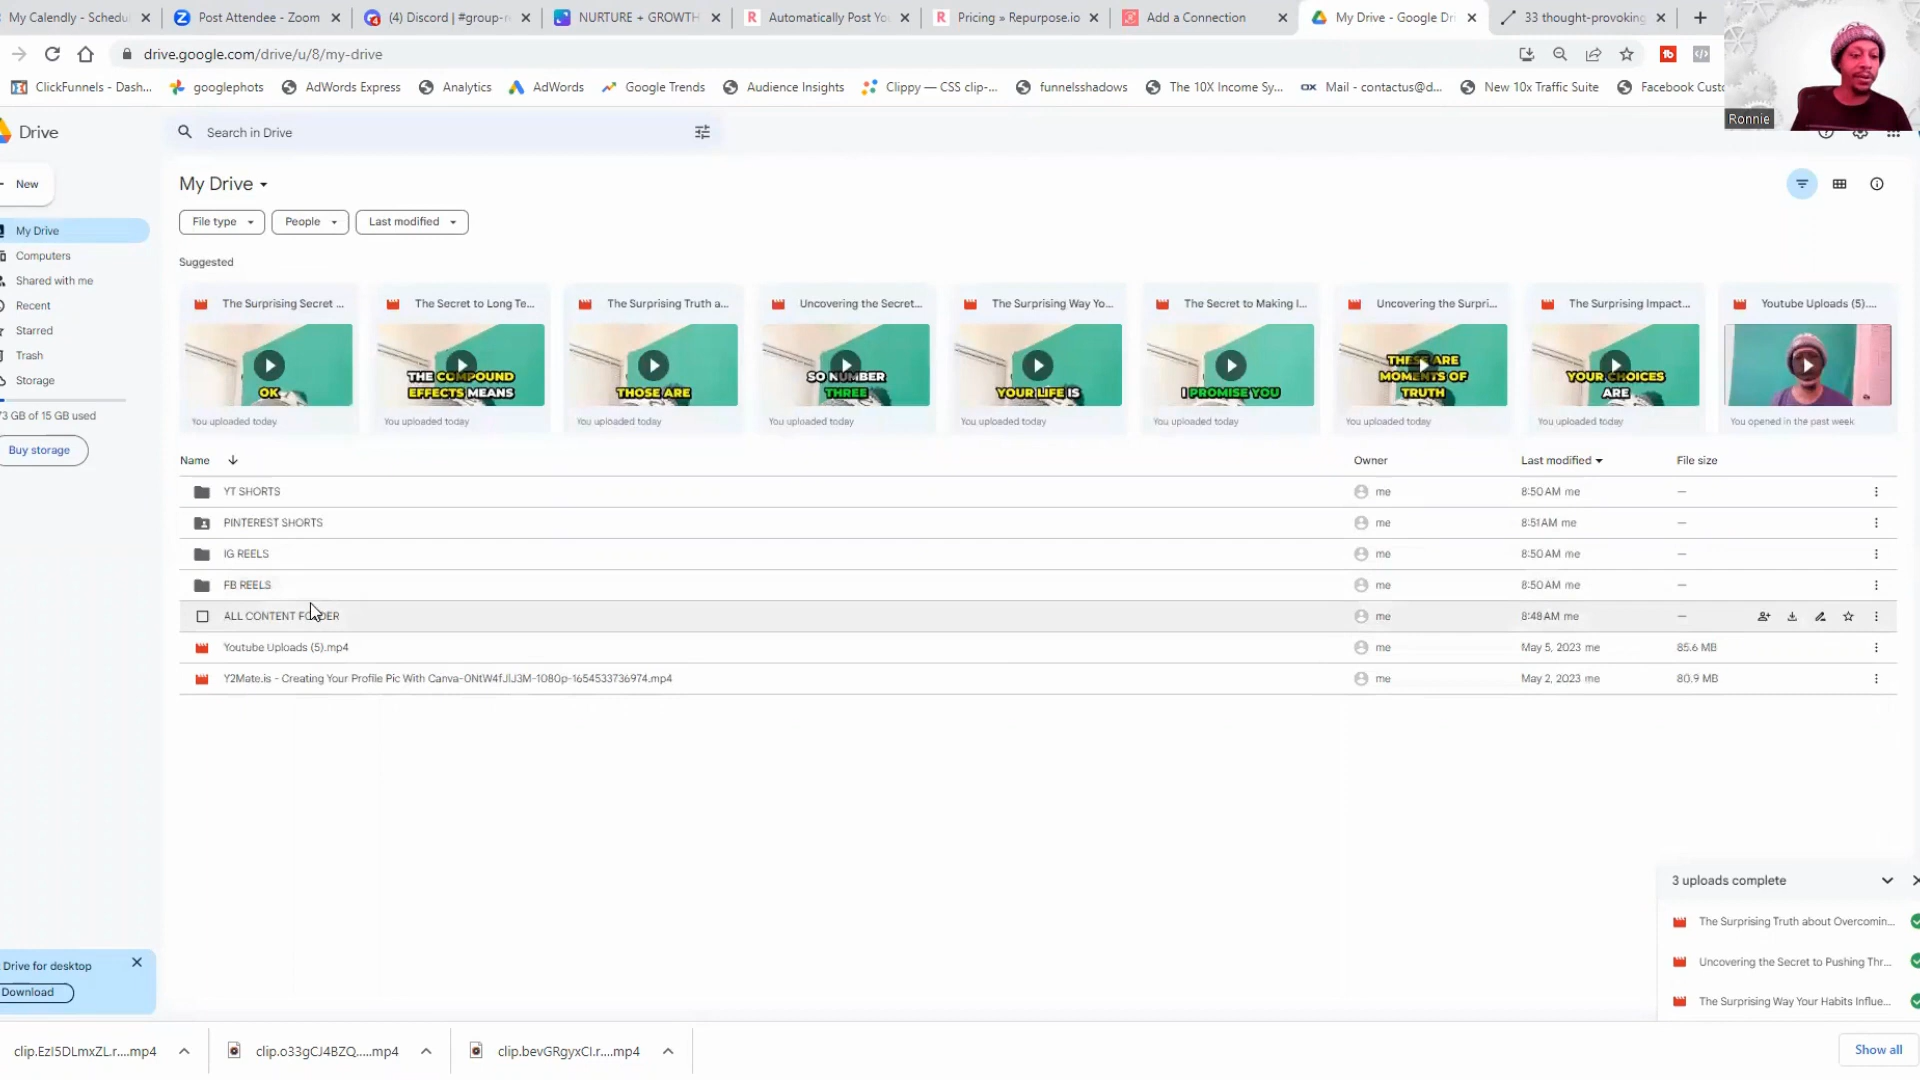 My Calendly - Schedul
Post Attendee - Zoom
(4) Discord | #group-r
NURTURE + GROWTH
Automatically Post Yo
Pricing » Repurpose.io
Add a Connection
My Drive - Google Dri
33 thought-provoking
drive.google.com/drive/u/8/my-drive
ClickFunnels - Dash...
googlephots
AdWords Express
Analytics
AdWords
Google Trends
Audience Insights
Clippy — CSS clip-...
funnelsshadows
The 10X Income Sy...
Mail - contactus@d...
New 10x Traffic Suite
Facebook Custo
Ronnie
Drive
Search in Drive
New
My Drive
File type
People
Last modified
My Drive
Computers
Shared with me
Recent
Starred
Trash
Storage
73 GB of 15 GB used
Buy storage
Suggested
The Surprising Secret ...
The Secret to Long Te...
The Surprising Truth a...
Uncovering the Secret...
The Surprising Way Yo...
The Secret to Making I...
Uncovering the Surpri...
The Surprising Impact...
Youtube Uploads (5)....
OK
THE COMPOUND
EFFECTS MEANS
THOSE ARE
SO NUMBER
THREE
YOUR LIFE IS
I PROMISE YOU
THESE ARE
MOMENTS OF
TRUTH
YOUR CHOICES
ARE
You uploaded today
You uploaded today
You uploaded today
You uploaded today
You uploaded today
You uploaded today
You uploaded today
You uploaded today
You opened in the past week
Name
Owner
Last modified
File size
YT SHORTS
me
8:50 AM me
—
PINTEREST SHORTS
me
8:51 AM me
—
IG REELS
me
8:50 AM me
—
FB REELS
me
8:50 AM me
—
ALL CONTENT FOLDER
me
8:48 AM me
—
Youtube Uploads (5).mp4
me
May 5, 2023 me
85.6 MB
Y2Mate.is - Creating Your Profile Pic With Canva-0NtW4fJlJ3M-1080p-1654533736974.mp4
me
May 2, 2023 me
80.9 MB
3 uploads complete
The Surprising Truth about Overcomin...
Uncovering the Secret to Pushing Thr...
The Surprising Way Your Habits Influe...
Drive for desktop
Download
clip.EzI5DLmxZL.r....mp4
clip.o33gCJ4BZQ.....mp4
clip.bevGRgyxCI.r....mp4
Show all